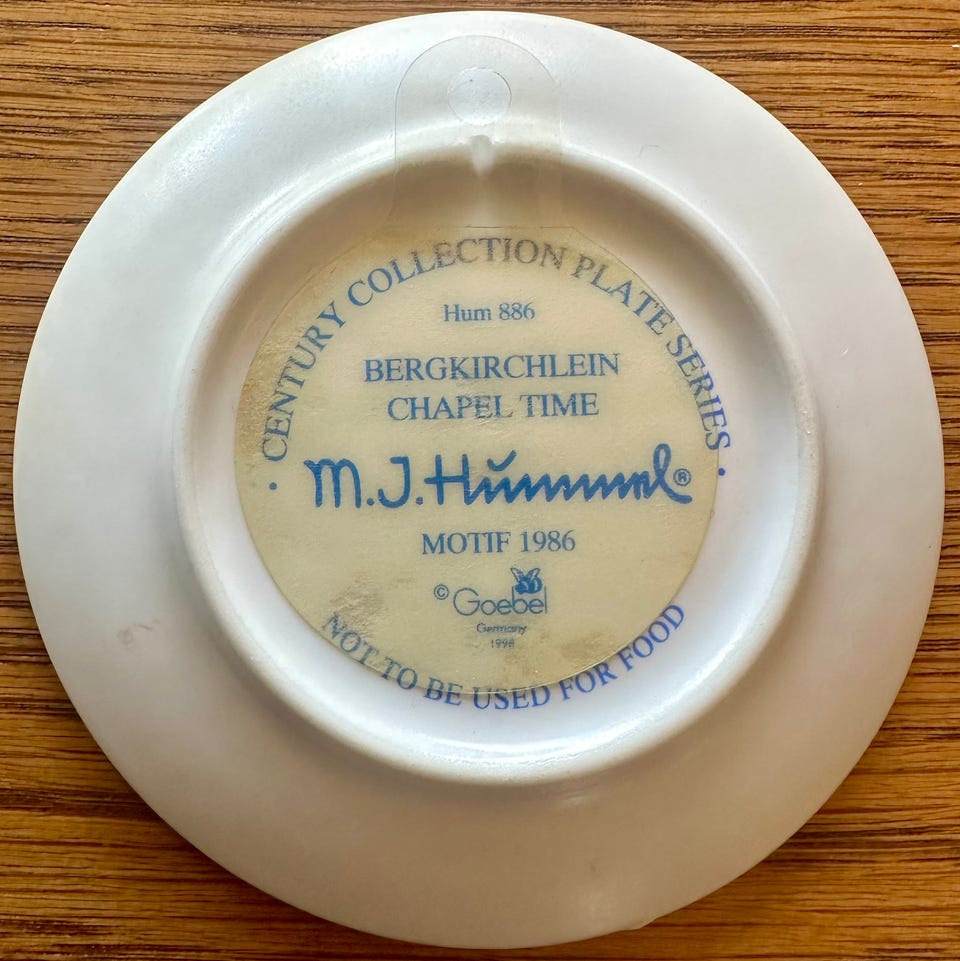 CENTURY COLLECTION PLATE SERIES
Hum 886
BERGKIRCHLEIN
CHAPEL TIME
M.J.Hummel®
MOTIF 1986
© Goebel
Germany
1998
NOT TO BE USED FOR FOOD